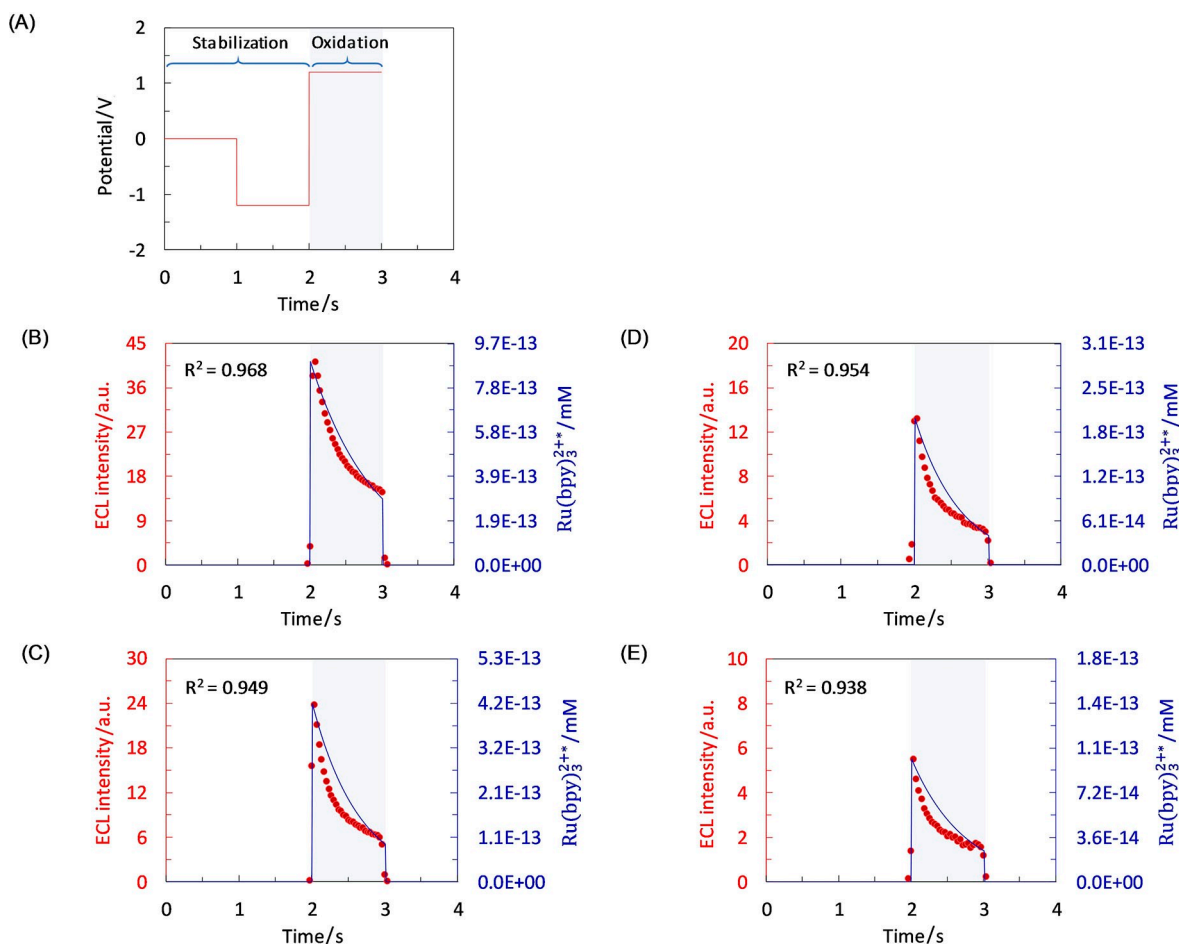 (A)
2
1
0
-1
-2
Potential/V
Stabilization Oxidation
0 1 2 3 4
Time/s
(B)
45
36
27
18
9
0
ECL intensity/a.u.
R² = 0.968
9.7E-13
7.8E-13
5.8E-13
3.9E-13
1.9E-13
0.0E+00
Ru(bpy)₃²⁺*/mM
0 1 2 3 4
Time/s
(D)
20
16
12
8
4
0
ECL intensity/a.u.
R² = 0.954
3.1E-13
2.5E-13
1.8E-13
1.2E-13
6.1E-14
0.0E+00
Ru(bpy)₃²⁺*/mM
0 1 2 3 4
Time/s
(C)
30
24
18
12
6
0
ECL intensity/a.u.
R² = 0.949
5.3E-13
4.2E-13
3.2E-13
2.1E-13
1.1E-13
0.0E+00
Ru(bpy)₃²⁺*/mM
0 1 2 3 4
Time/s
(E)
10
8
6
4
2
0
ECL intensity/a.u.
R² = 0.938
1.8E-13
1.4E-13
1.1E-13
7.2E-14
3.6E-14
0.0E+00
Ru(bpy)₃²⁺*/mM
0 1 2 3 4
Time/s